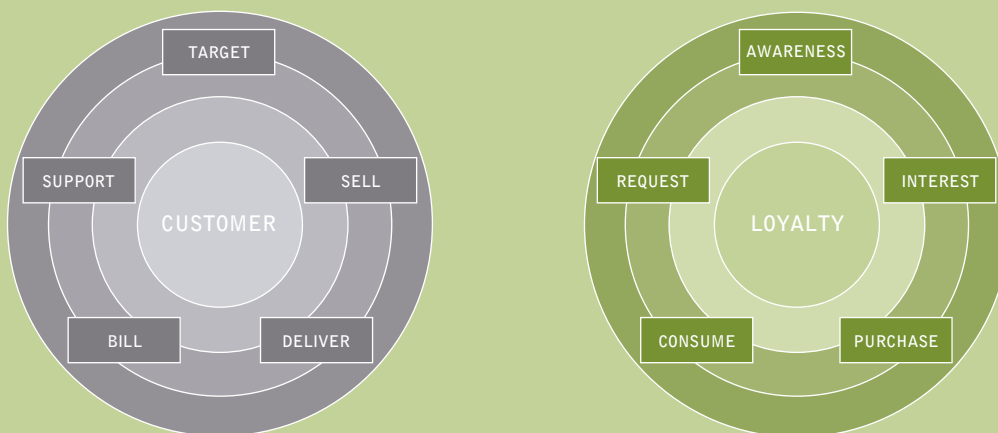 TARGET
SUPPORT
SELL
CUSTOMER
BILL
DELIVER
AWARENESS
REQUEST
INTEREST
LOYALTY
CONSUME
PURCHASE